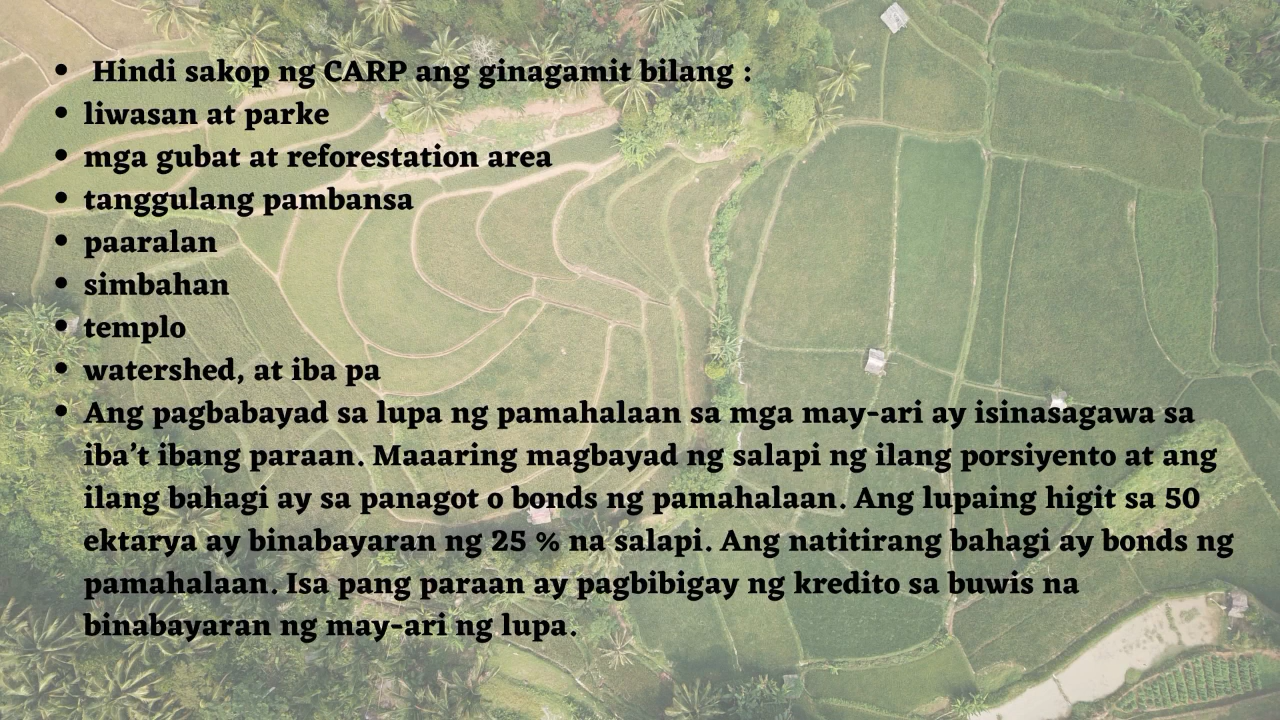 • Hindi sakop ng CARP ang ginagamit bilang :
• liwasan at parke
• mga gubat at reforestation area
• tanggulang pambansa
• paaralan
• simbahan
• templo
• watershed, at iba pa
• Ang pagbabayad sa lupa ng pamahalaan sa mga may-ari ay isinasagawa sa
iba’t ibang paraan. Maaaring magbayad ng salapi ng ilang porsiyento at ang
ilang bahagi ay sa panagot o bonds ng pamahalaan. Ang lupaing higit sa 50
ektarya ay binabayaran ng 25 % na salapi. Ang natitirang bahagi ay bonds ng
pamahalaan. Isa pang paraan ay pagbibigay ng kredito sa buwis na
binabayaran ng may-ari ng lupa.